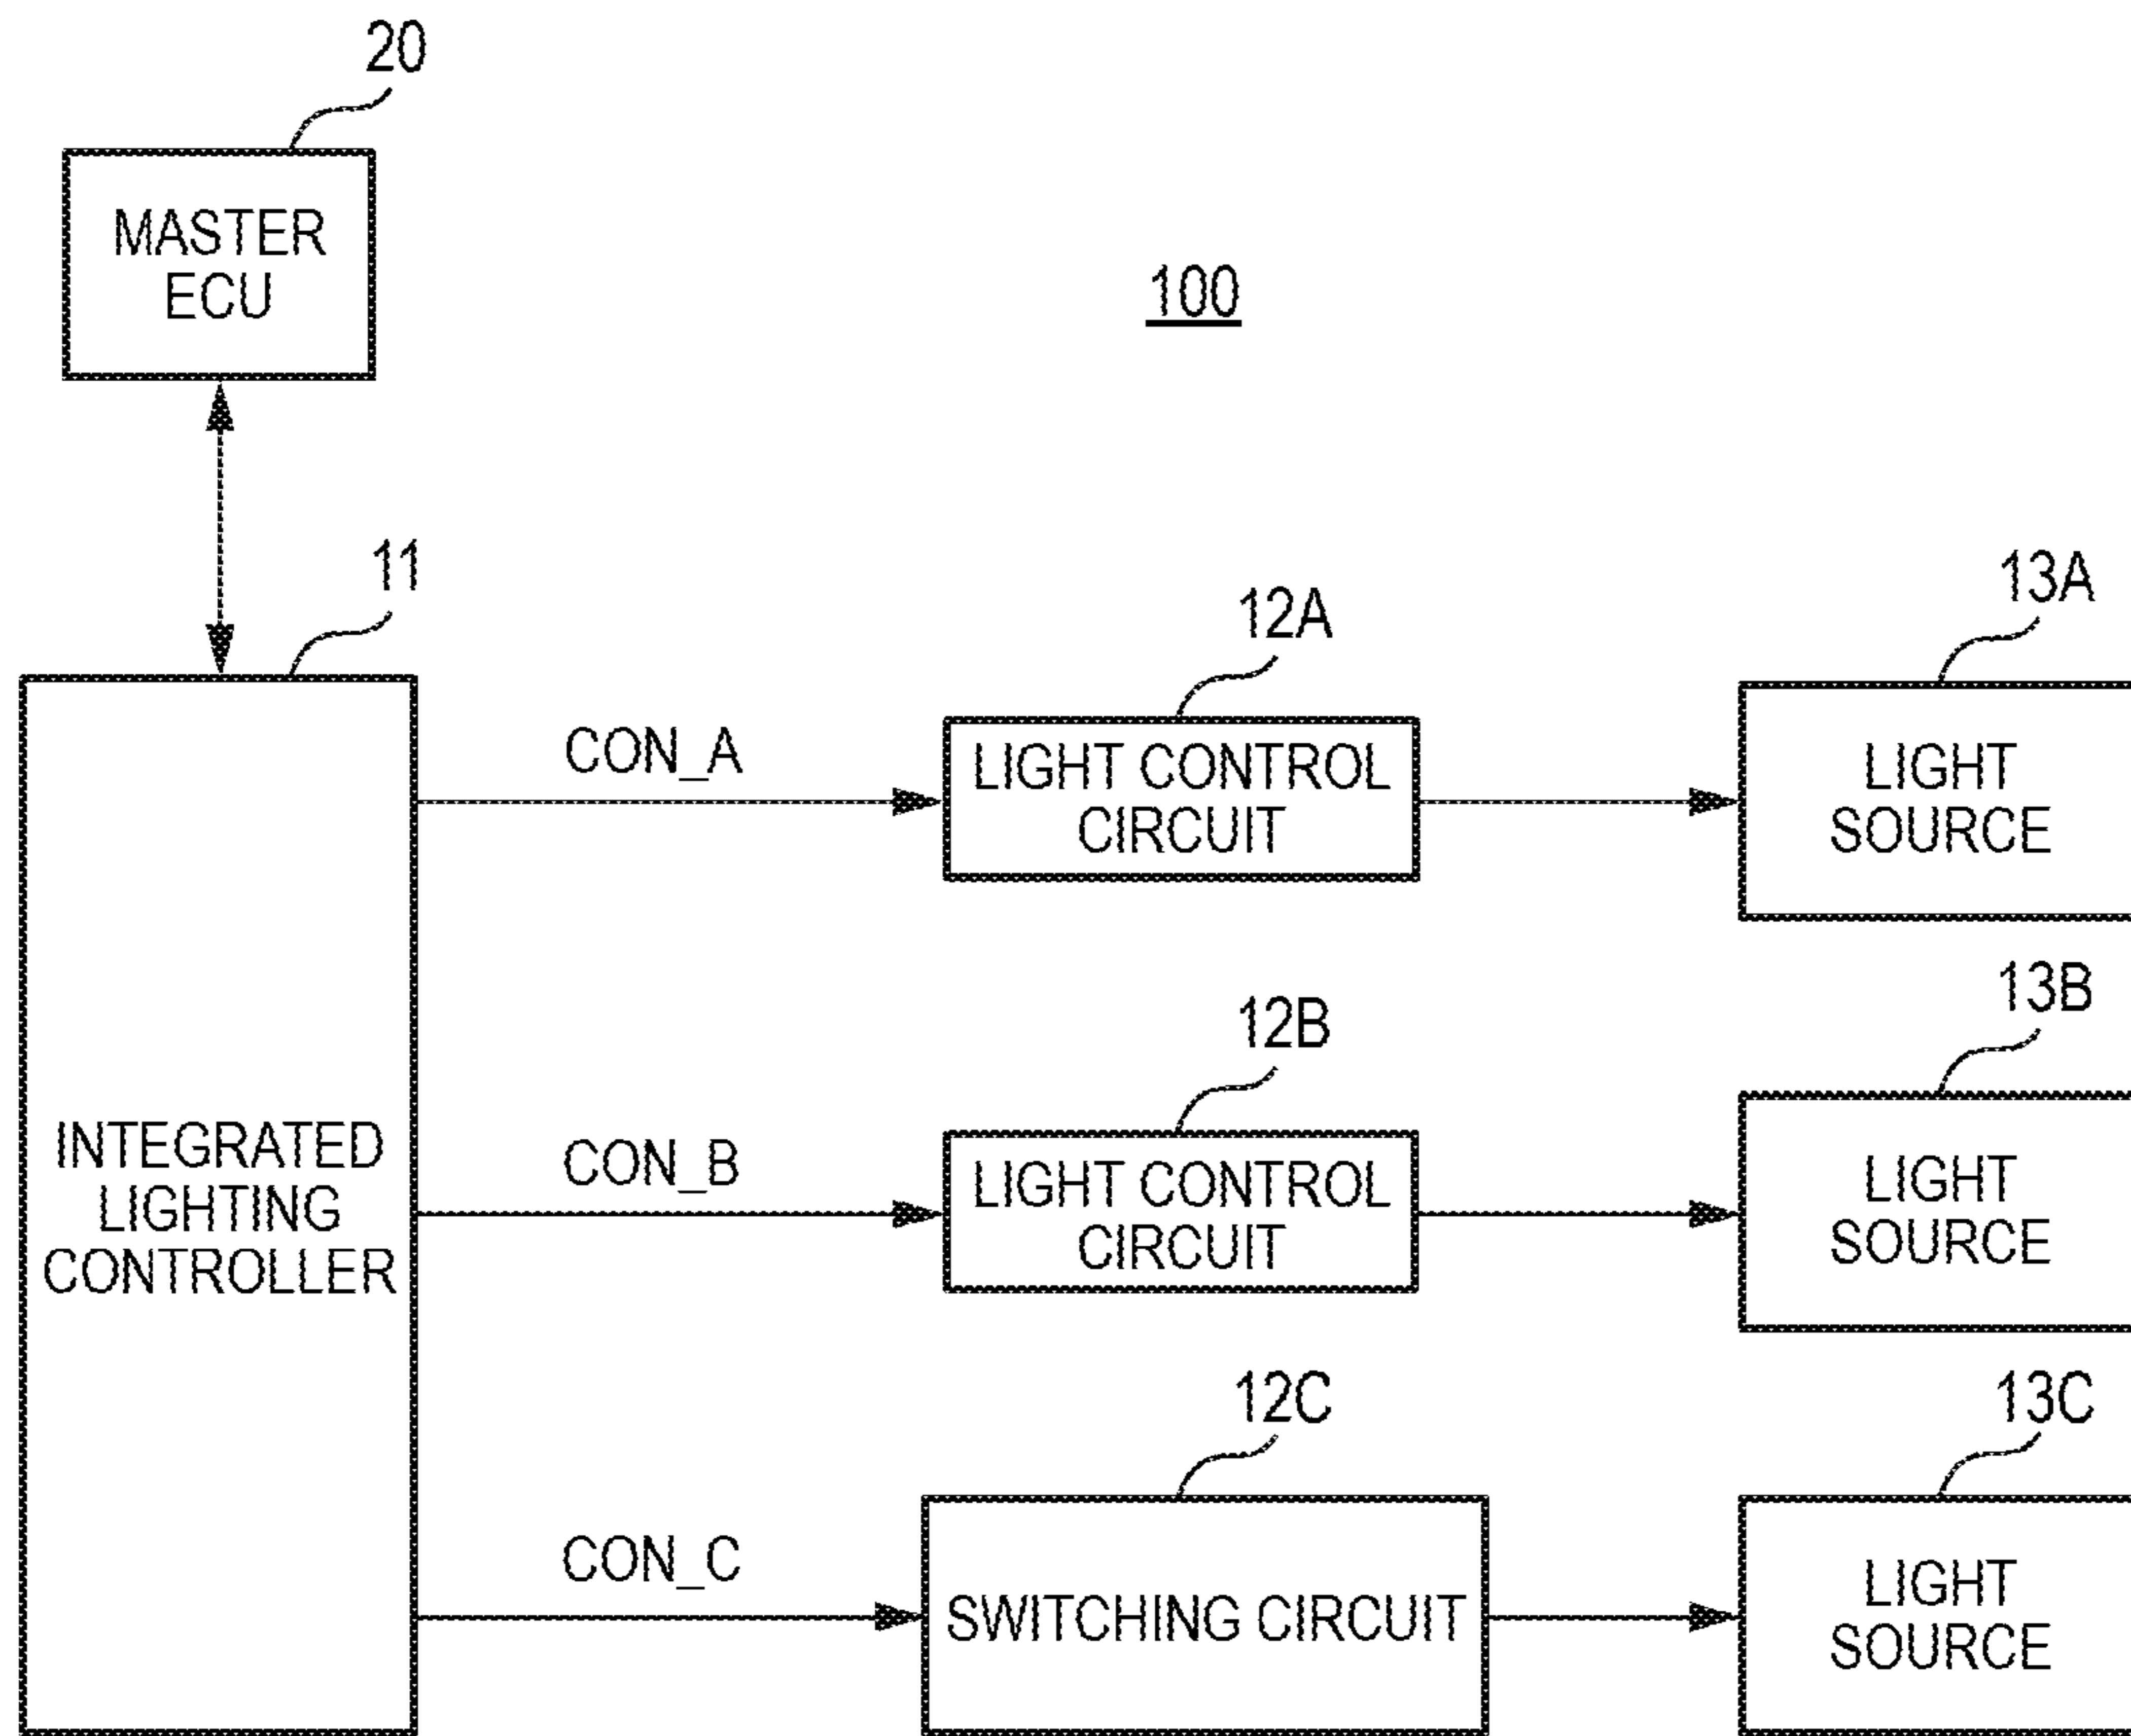 20
MASTER
ECU
100
11
12A
13A
CON_A
LIGHT CONTROL
CIRCUIT
LIGHT
SOURCE
12B
13B
INTEGRATED
LIGHTING
CONTROLLER
CON_B
LIGHT CONTROL
CIRCUIT
LIGHT
SOURCE
12C
13C
CON_C
SWITCHING CIRCUIT
LIGHT
SOURCE